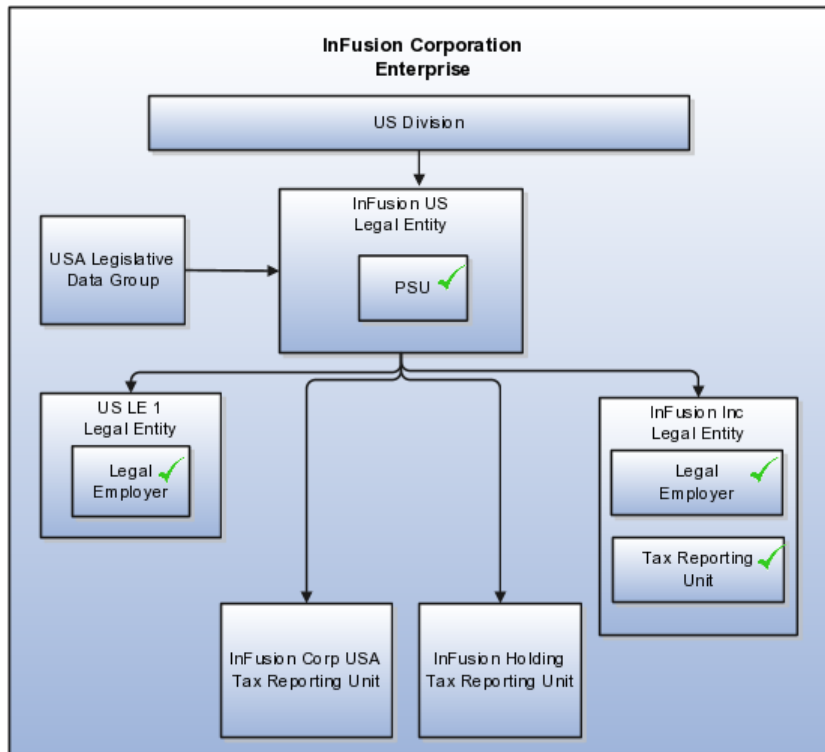 InFusion Corporation
Enterprise
US Division
InFusion US
Legal Entity
USA Legislative
Data Group
PSU
US LE 1
Legal Entity
Legal
Employer
InFusion Inc
Legal Entity
Legal
Employer
Tax Reporting
Unit
InFusion Corp USA
Tax Reporting Unit
InFusion Holding
Tax Reporting Unit